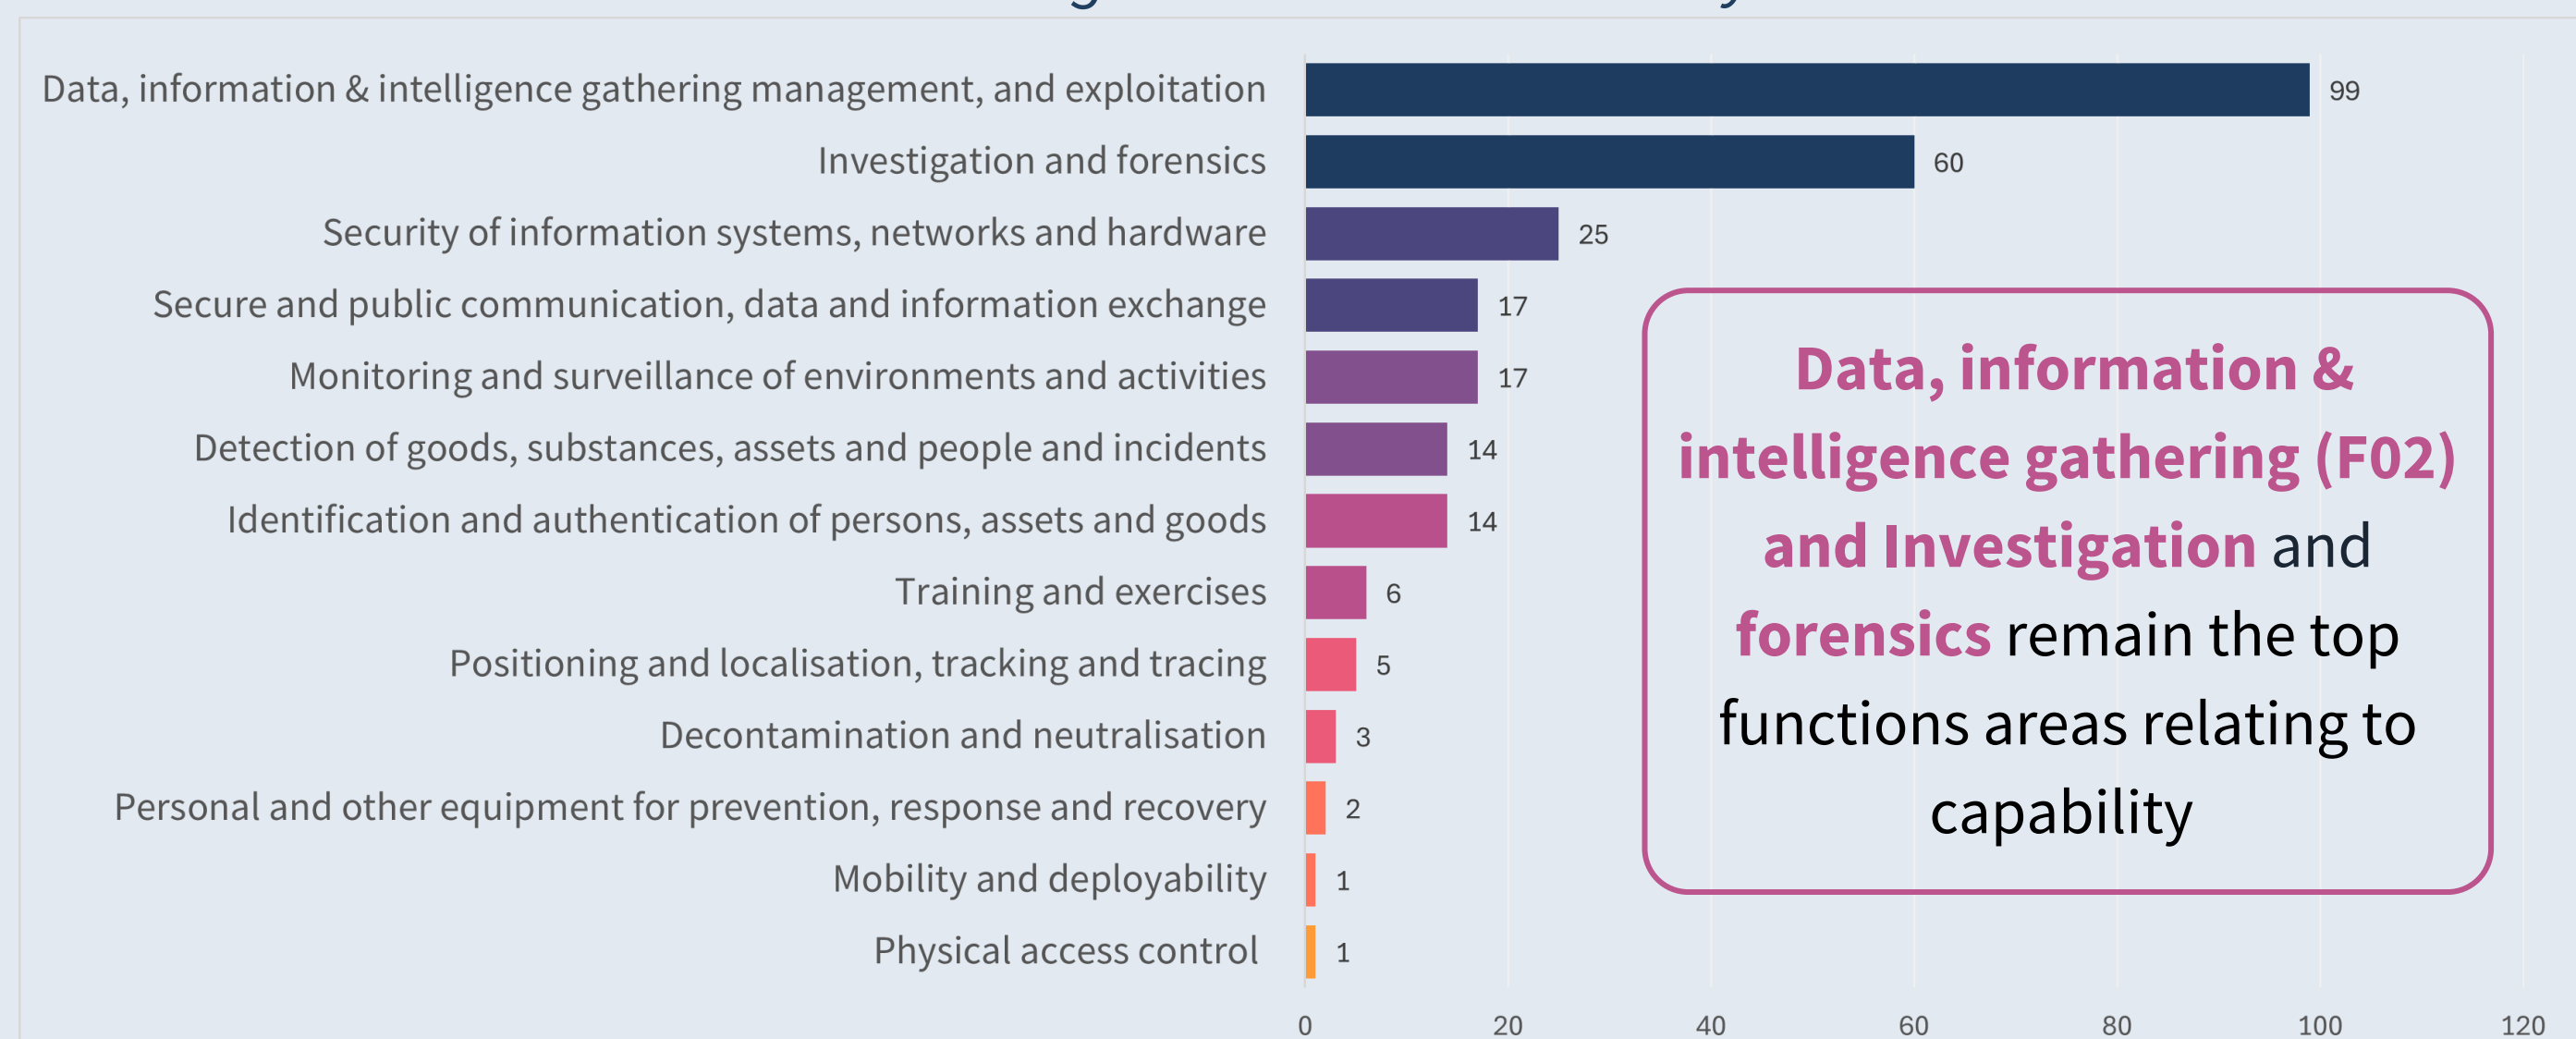 Data, information & intelligence gathering management, and exploitation 99
Investigation and forensics 60
Security of information systems, networks and hardware 25
Secure and public communication, data and information exchange 17
Monitoring and surveillance of environments and activities 17
Detection of goods, substances, assets and people and incidents 14
Identification and authentication of persons, assets and goods 14
Training and exercises 6
Positioning and localisation, tracking and tracing 5
Decontamination and neutralisation 3
Personal and other equipment for prevention, response and recovery 2
Mobility and deployability 1
Physical access control 1
0 20 40 60 80 100 120
Data, information &
intelligence gathering (F02)
and Investigation and
forensics remain the top
functions areas relating to
capability